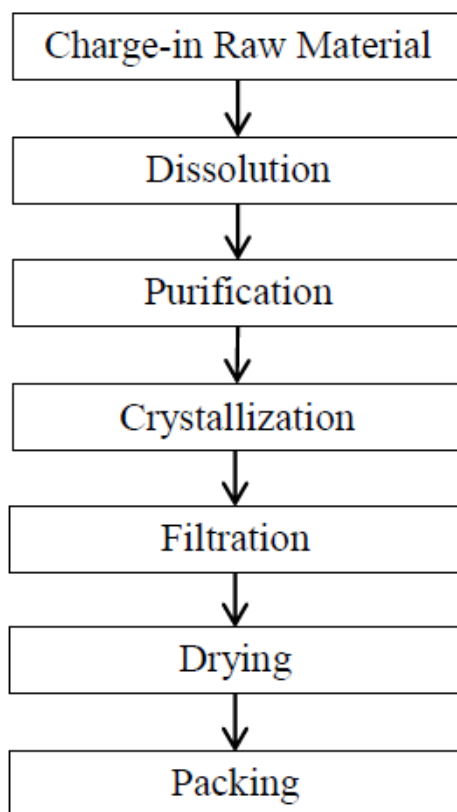 Charge-in Raw Material
Dissolution
Purification
Crystallization
Filtration
Drying
Packing